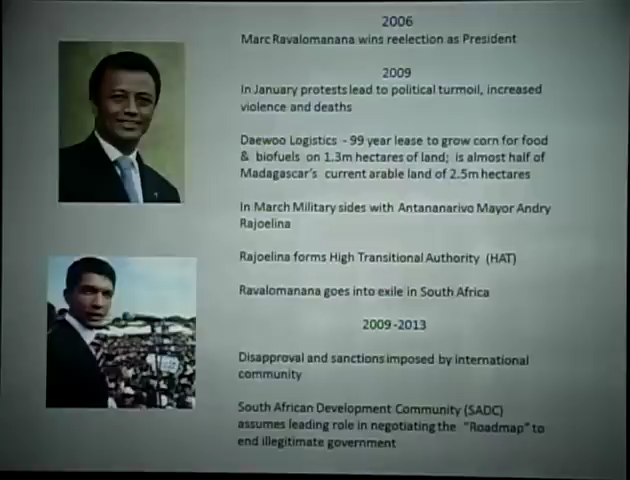 2006
Marc Ravalomanana wins reelection as President
2009
In January protests lead to political turmoil, increased
violence and deaths
Daewoo Logistics - 99 year lease to grow corn for food
& biofuels on 1.3m hectares of land; is almost half of
Madagascar's current arable land of 2.5m hectares
In March Military sides with Antananarivo Mayor Andry
Rajoelina
Rajoelina forms High Transitional Authority (HAT)
Ravalomanana goes into exile in South Africa
2009-2013
Disapproval and sanctions imposed by international
community
South African Development Community (SADC)
assumes leading role in negotiating the "Roadmap" to
end illegitimate government